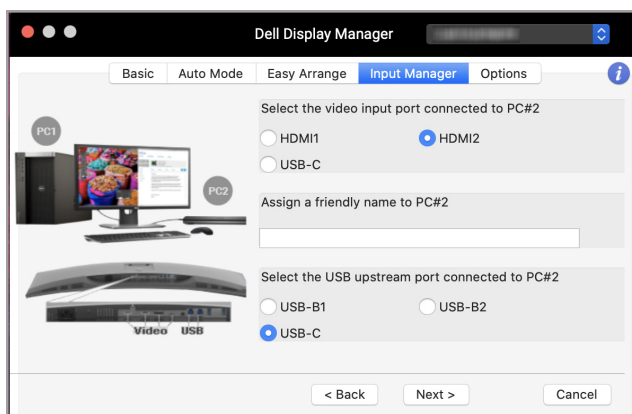 Dell Display Manager
Basic Auto Mode Easy Arrange Input Manager Options i
Select the video input port connected to PC#2
HDMI1 HDMI2
USB-C
PC1
PC2
Assign a friendly name to PC#2
Select the USB upstream port connected to PC#2
USB-B1 USB-B2
USB-C
Video USB
< Back Next > Cancel